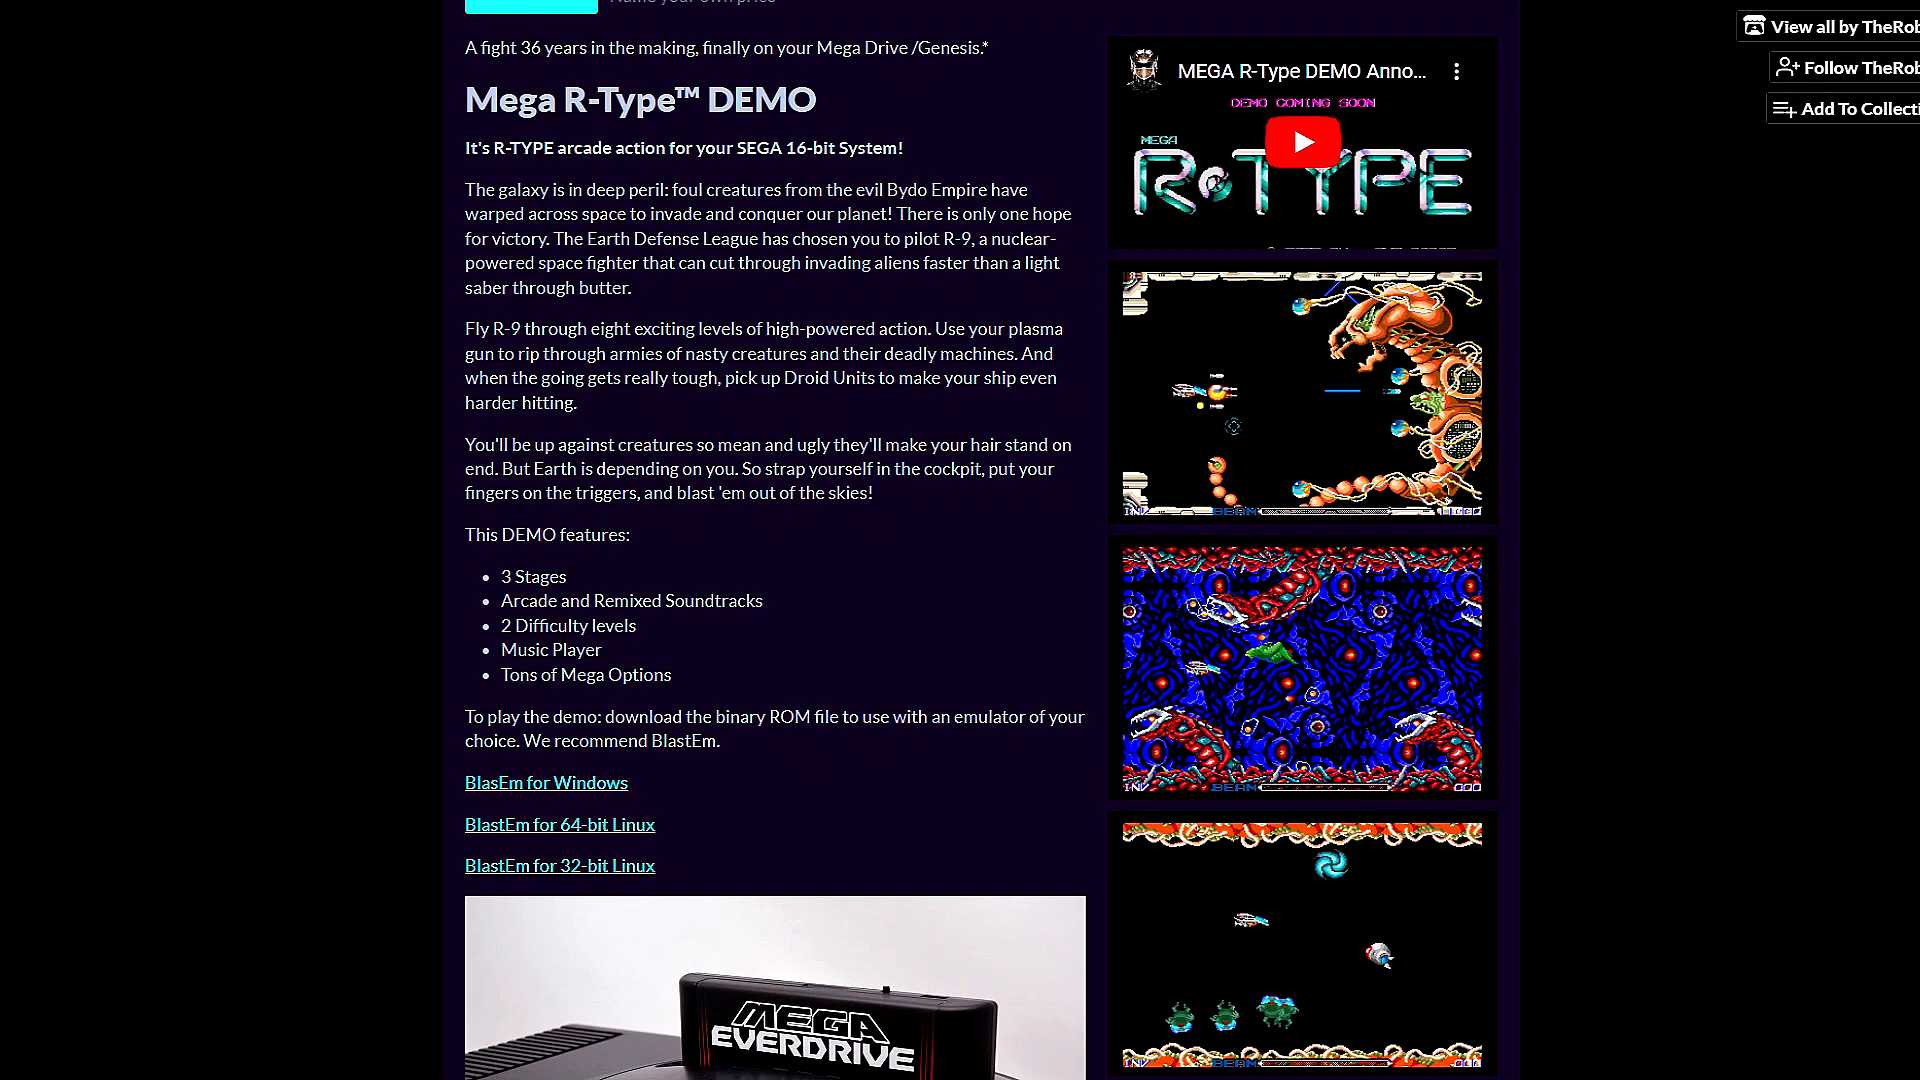 Name your own price
View all by TheRob
Follow TheRob
Add To Collecti
A fight 36 years in the making, finally on your Mega Drive /Genesis.*
Mega R-Type™ DEMO
It's R-TYPE arcade action for your SEGA 16-bit System!
The galaxy is in deep peril: foul creatures from the evil Bydo Empire have
warped across space to invade and conquer our planet! There is only one hope
for victory. The Earth Defense League has chosen you to pilot R-9, a nuclear-
powered space fighter that can cut through invading aliens faster than a light
saber through butter.
Fly R-9 through eight exciting levels of high-powered action. Use your plasma
gun to rip through armies of nasty creatures and their deadly machines. And
when the going gets really tough, pick up Droid Units to make your ship even
harder hitting.
You'll be up against creatures so mean and ugly they'll make your hair stand on
end. But Earth is depending on you. So strap yourself in the cockpit, put your
fingers on the triggers, and blast 'em out of the skies!
This DEMO features:
3 Stages
Arcade and Remixed Soundtracks
2 Difficulty levels
Music Player
Tons of Mega Options
To play the demo: download the binary ROM file to use with an emulator of your
choice. We recommend BlastEm.
BlasEm for Windows
BlastEm for 64-bit Linux
BlastEm for 32-bit Linux
MEGA
EVERDRIVE
MEGA R-Type DEMO Anno...
DEMO COMING SOON
MEGA
R-TYPE
BEAM
BEAM
BEAM